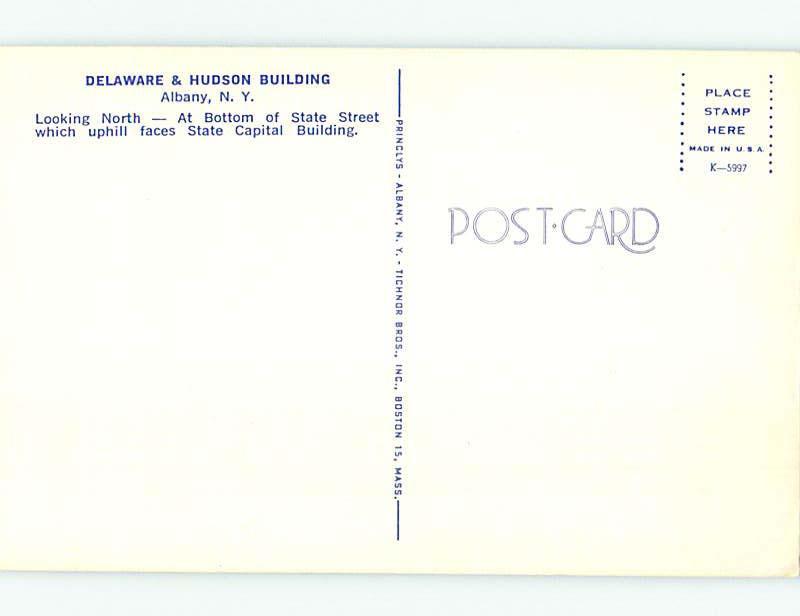 DELAWARE & HUDSON BUILDING
Albany, N. Y.
Looking North — At Bottom of State Street
which uphill faces State Capital Building.
PRINCLYS - ALBANY, N. Y. - TICHNOR BROS., INC., BOSTON 15, MASS.
PLACE
STAMP
HERE
MADE IN U.S.A.
K—5997
POST·CARD